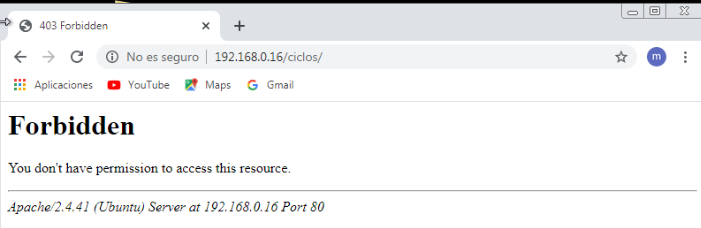 403 Forbidden
No es seguro 192.168.0.16/ciclos/
m
Aplicaciones YouTube Maps G Gmail
Forbidden
You don't have permission to access this resource.
Apache/2.4.41 (Ubuntu) Server at 192.168.0.16 Port 80